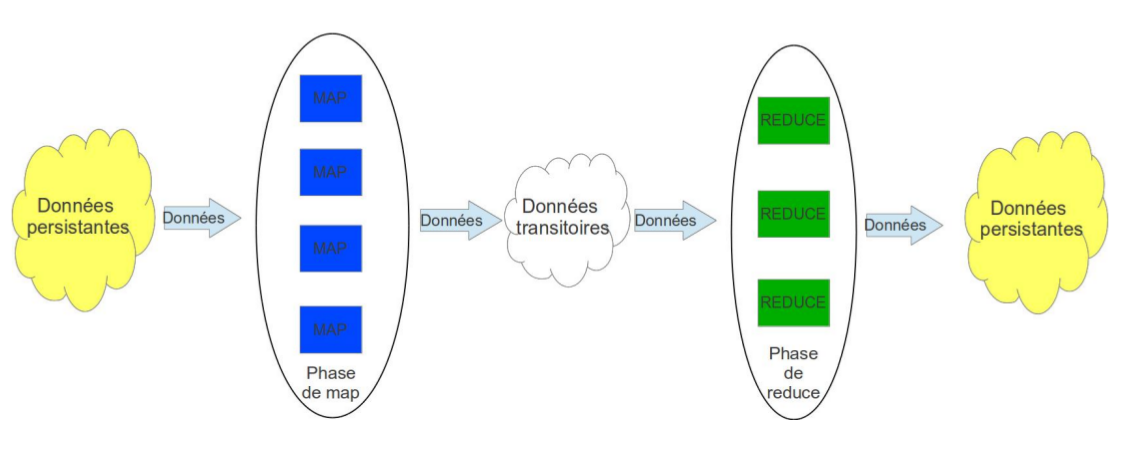 Données
persistantes
Données
MAP
MAP
MAP
MAP
Phase
de map
Données
Données
transitoires
Données
REDUCE
REDUCE
REDUCE
Phase
de
reduce
Données
Données
persistantes